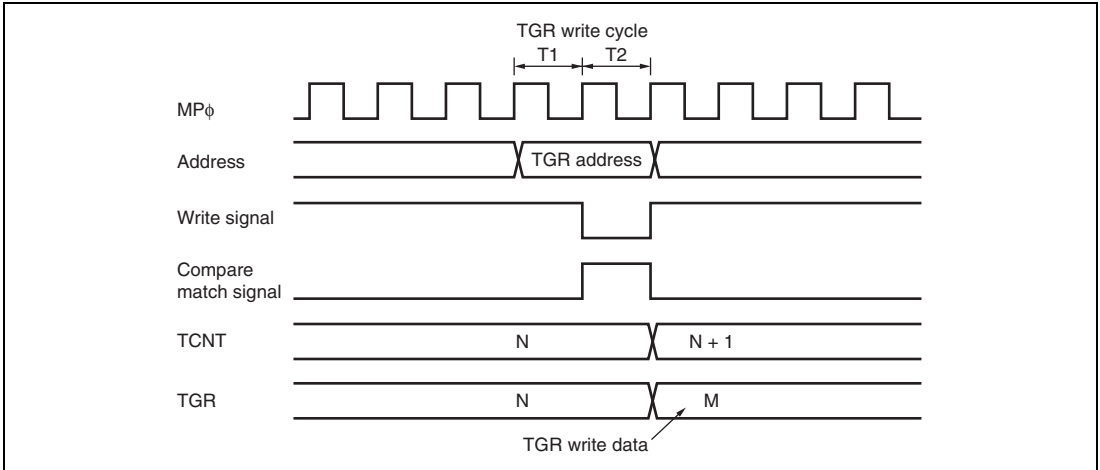 TGR write cycle
T1 T2
MPϕ
Address TGR address
Write signal
Compare
match signal
TCNT N N + 1
TGR N M
TGR write data